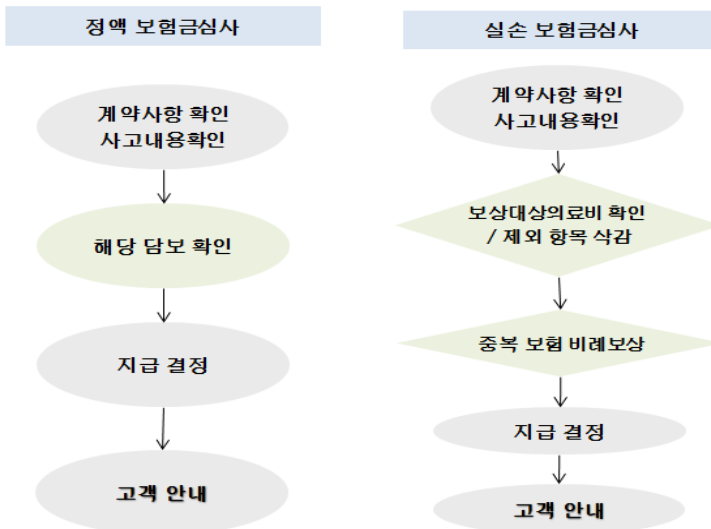 정액 보험금심사
계약사항 확인
사고내용확인
해당 담보 확인
지급 결정
고객 안내
실손 보험금심사
계약사항 확인
사고내용확인
보상대상의료비 확인
/ 제외 항목 삭감
중복 보험 비례보상
지급 결정
고객 안내